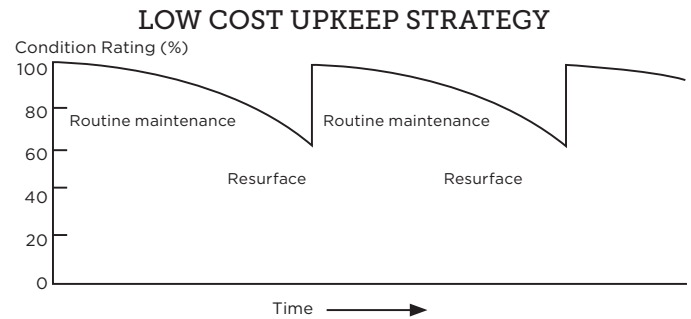 LOW COST UPKEEP STRATEGY
Condition Rating (%)
100
80
Routine maintenance Routine maintenance
60
Resurface Resurface
40
20
0
Time